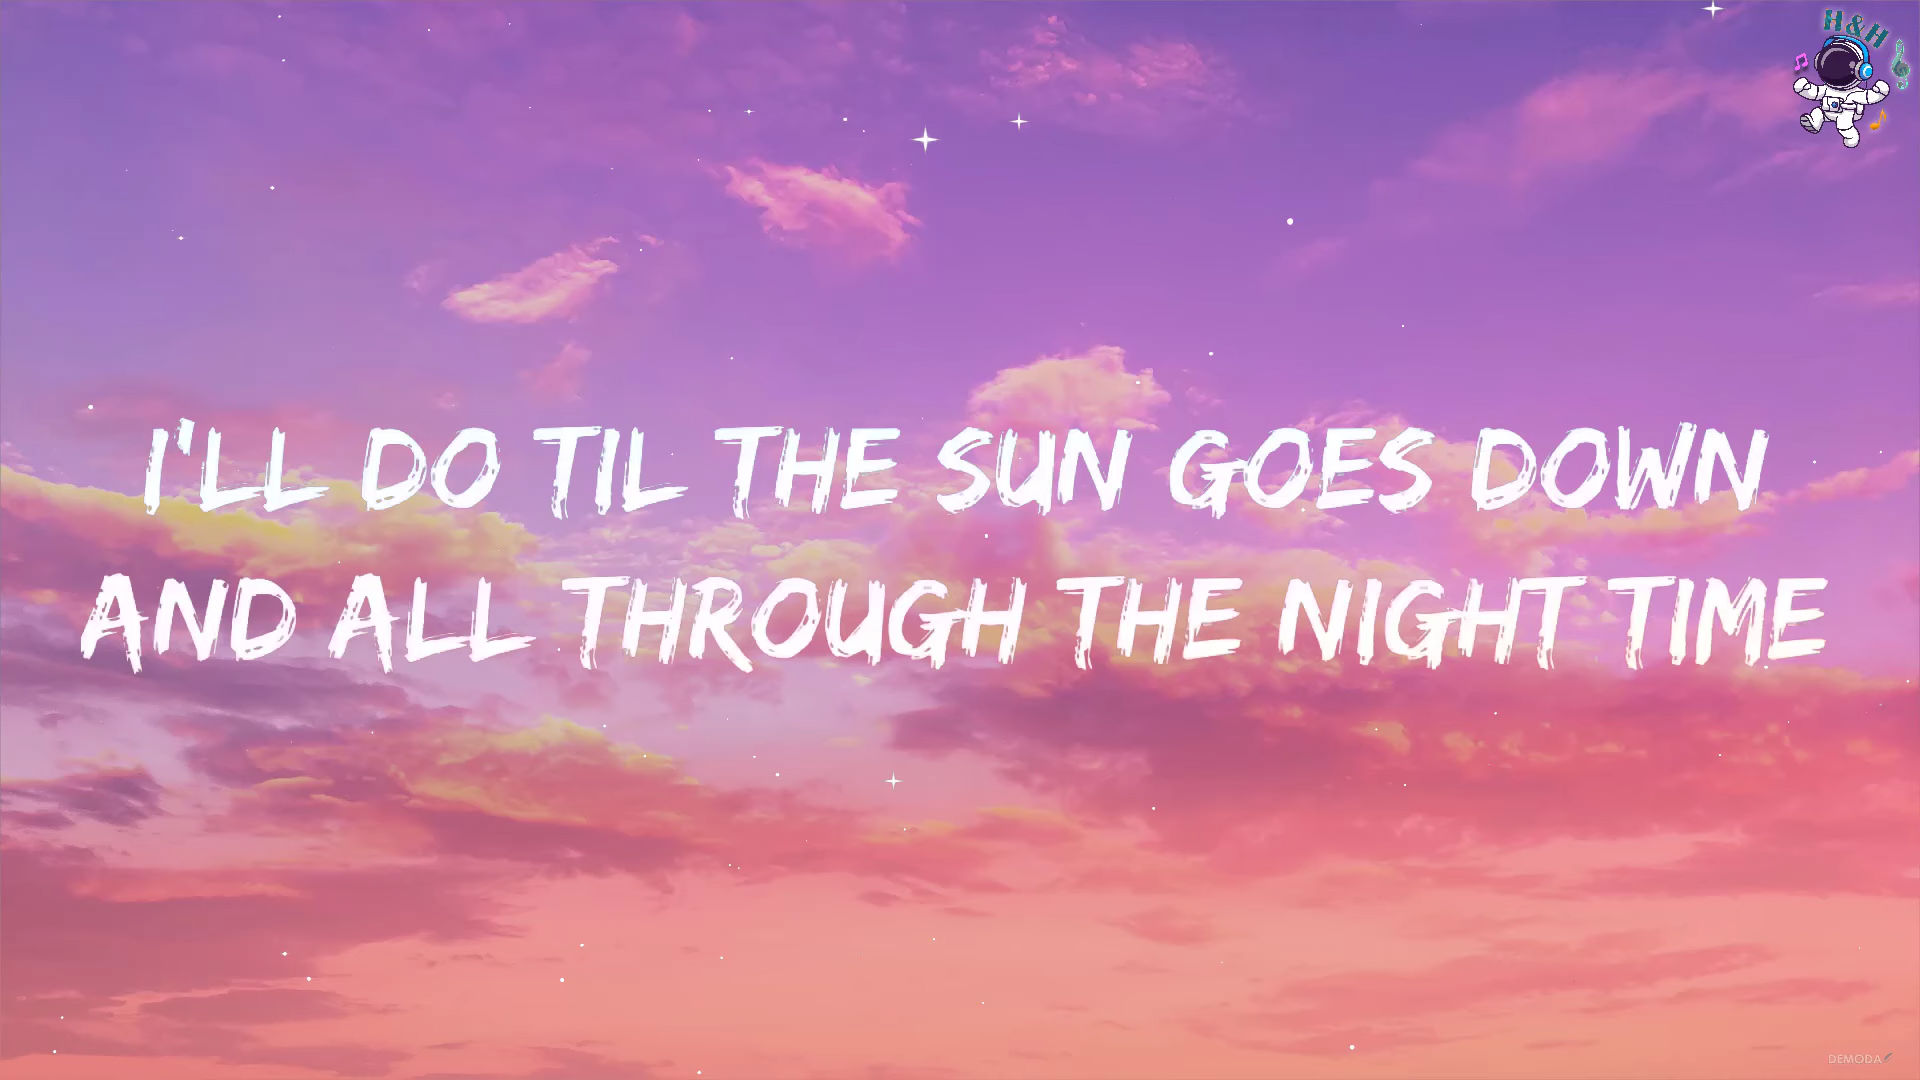 H&H
I'LL DO TIL THE SUN GOES DOWN
AND ALL THROUGH THE NIGHT TIME
DEMODA